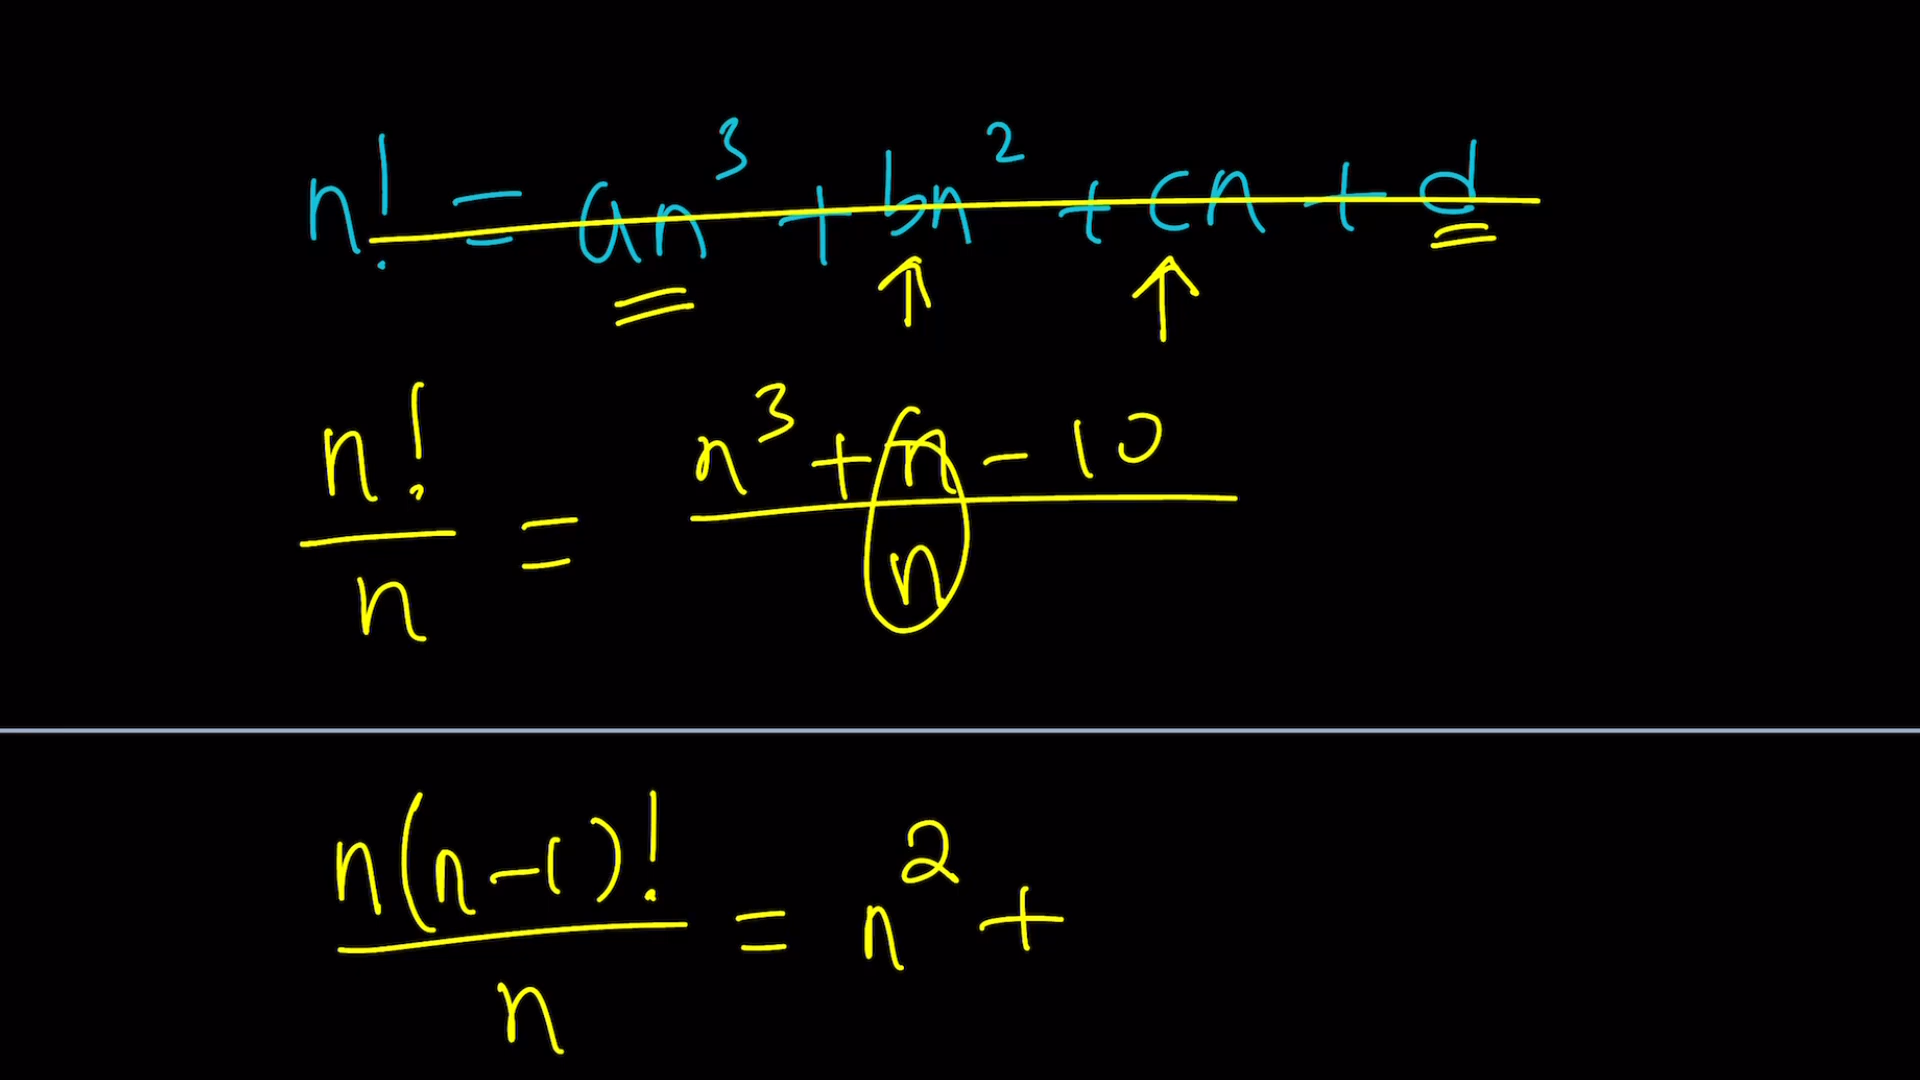 n! = an³ + bn² + cn + d
n!/n = (n³ + n - 10)/n
n(n-1)!/n = n² +